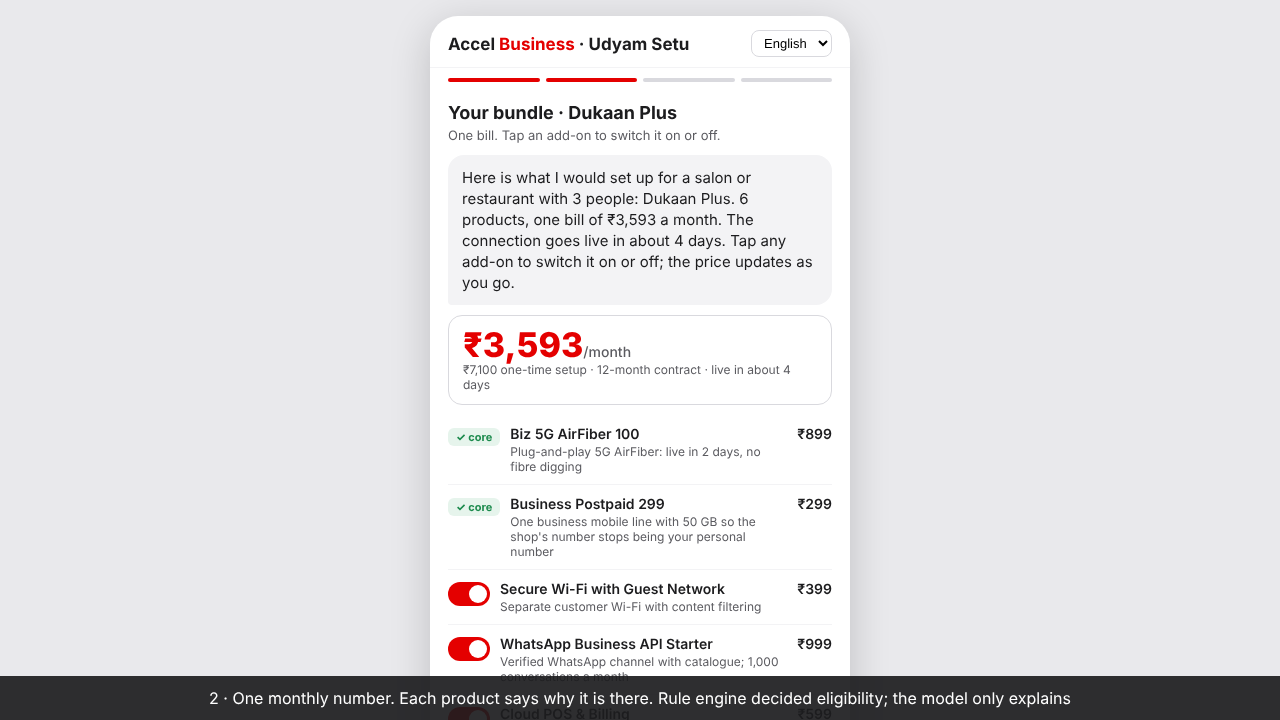 Accel Business · Udyam Setu
English
Your bundle · Dukaan Plus
One bill. Tap an add-on to switch it on or off.
Here is what I would set up for a salon or
restaurant with 3 people: Dukaan Plus. 6
products, one bill of ₹3,593 a month. The
connection goes live in about 4 days. Tap any
add-on to switch it on or off; the price updates as
you go.
₹3,593/month
₹7,100 one-time setup · 12-month contract · live in about 4
days
✓ core Biz 5G AirFiber 100 ₹899
Plug-and-play 5G AirFiber: live in 2 days, no
fibre digging
✓ core Business Postpaid 299 ₹299
One business mobile line with 50 GB so the
shop's number stops being your personal
number
Secure Wi-Fi with Guest Network ₹399
Separate customer Wi-Fi with content filtering
WhatsApp Business API Starter ₹999
Verified WhatsApp channel with catalogue; 1,000
conversations a month
Cloud POS & Billing ₹599
2 · One monthly number. Each product says why it is there. Rule engine decided eligibility; the model only explains